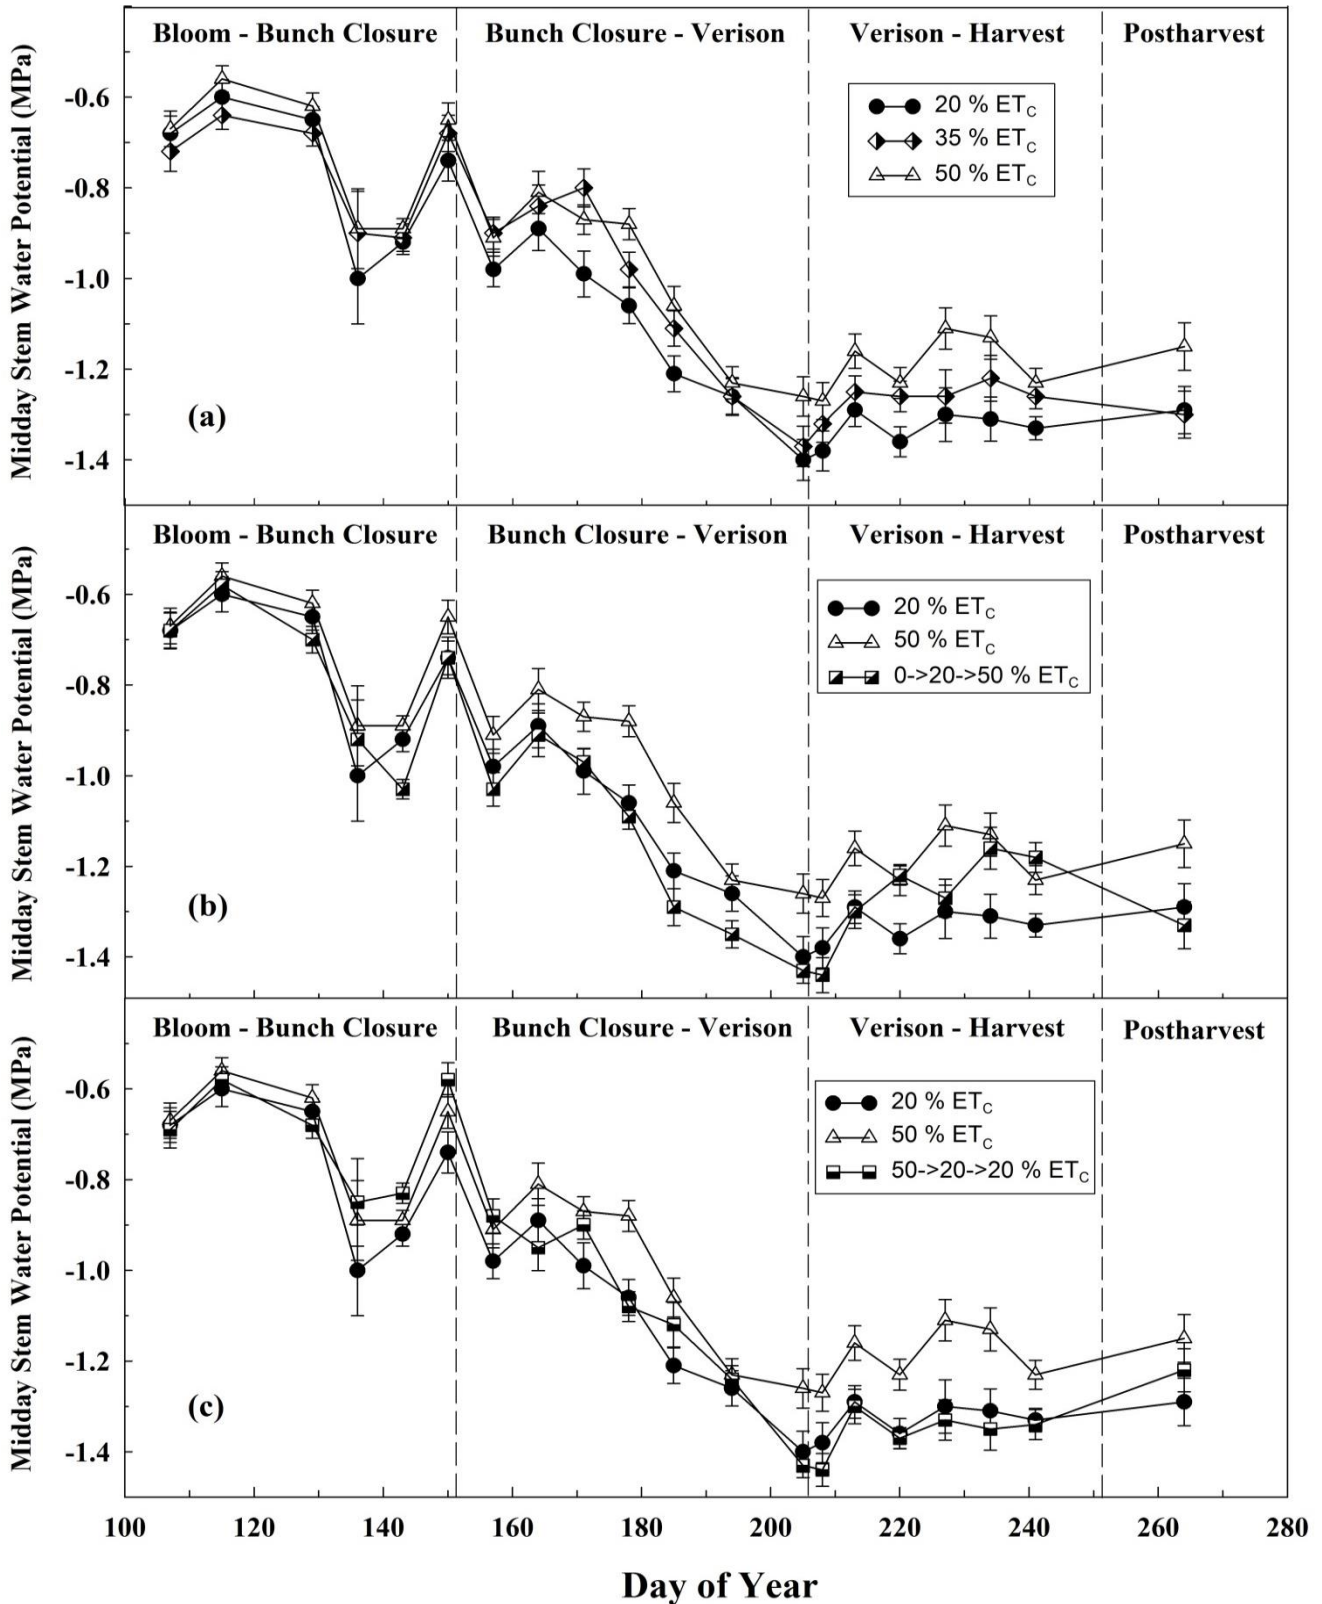 Bloom - Bunch Closure Bunch Closure - Verison Verison - Harvest Postharvest
Midday Stem Water Potential (MPa)
-0.6
-0.8
-1.0
-1.2
-1.4
20 % ETC
35 % ETC
50 % ETC
(a)
Bloom - Bunch Closure Bunch Closure - Verison Verison - Harvest Postharvest
Midday Stem Water Potential (MPa)
-0.6
-0.8
-1.0
-1.2
-1.4
20 % ETC
50 % ETC
0->20->50 % ETC
(b)
Bloom - Bunch Closure Bunch Closure - Verison Verison - Harvest Postharvest
Midday Stem Water Potential (MPa)
-0.6
-0.8
-1.0
-1.2
-1.4
20 % ETC
50 % ETC
50->20->20 % ETC
(c)
100 120 140 160 180 200 220 240 260 280
Day of Year